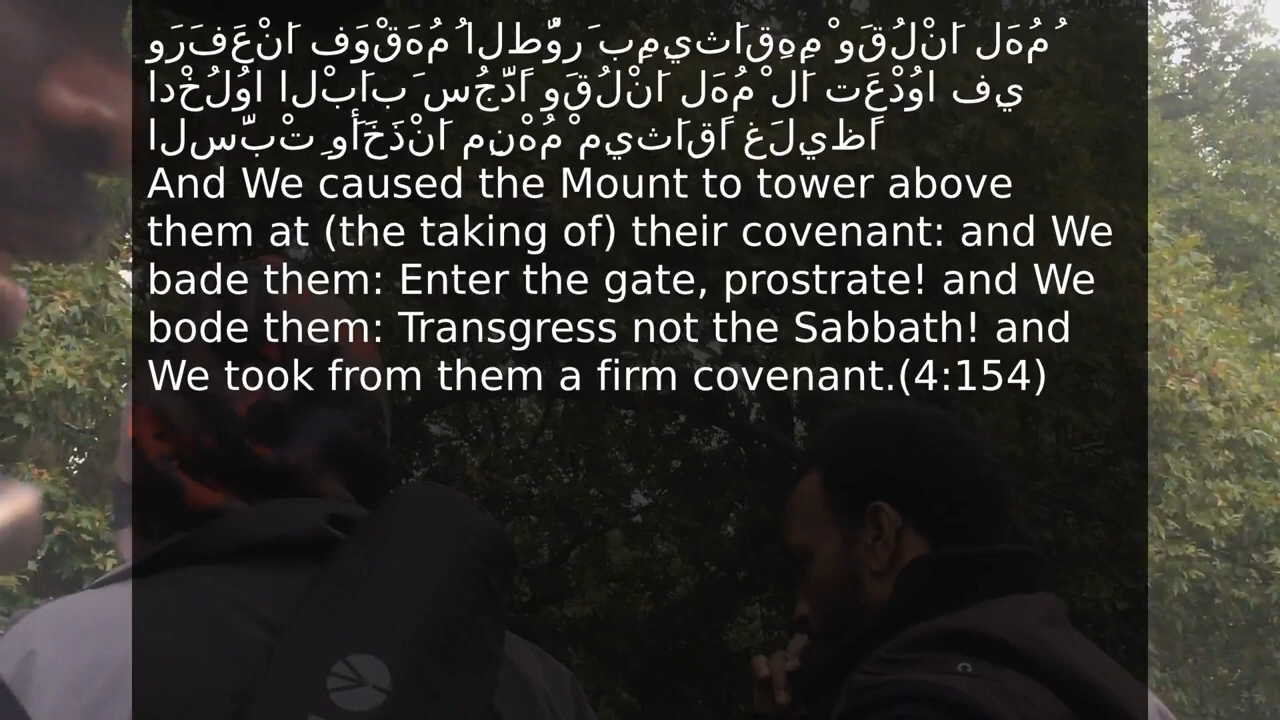 وَرَفَعْنَا فَوْقَهُمُ الطُّورَ بِمِيثَاقِهِمْ وَقُلْنَا لَهُمُ
ادْخُلُوا الْبَابَ سُجَّدًا وَقُلْنَا لَهُمْ لَا تَعْدُوا فِي
السَّبْتِ وَأَخَذْنَا مِنْهُمْ مِيثَاقًا غَلِيظًا
And We caused the Mount to tower above
them at (the taking of) their covenant: and We
bade them: Enter the gate, prostrate! and We
bode them: Transgress not the Sabbath! and
We took from them a firm covenant.(4:154)